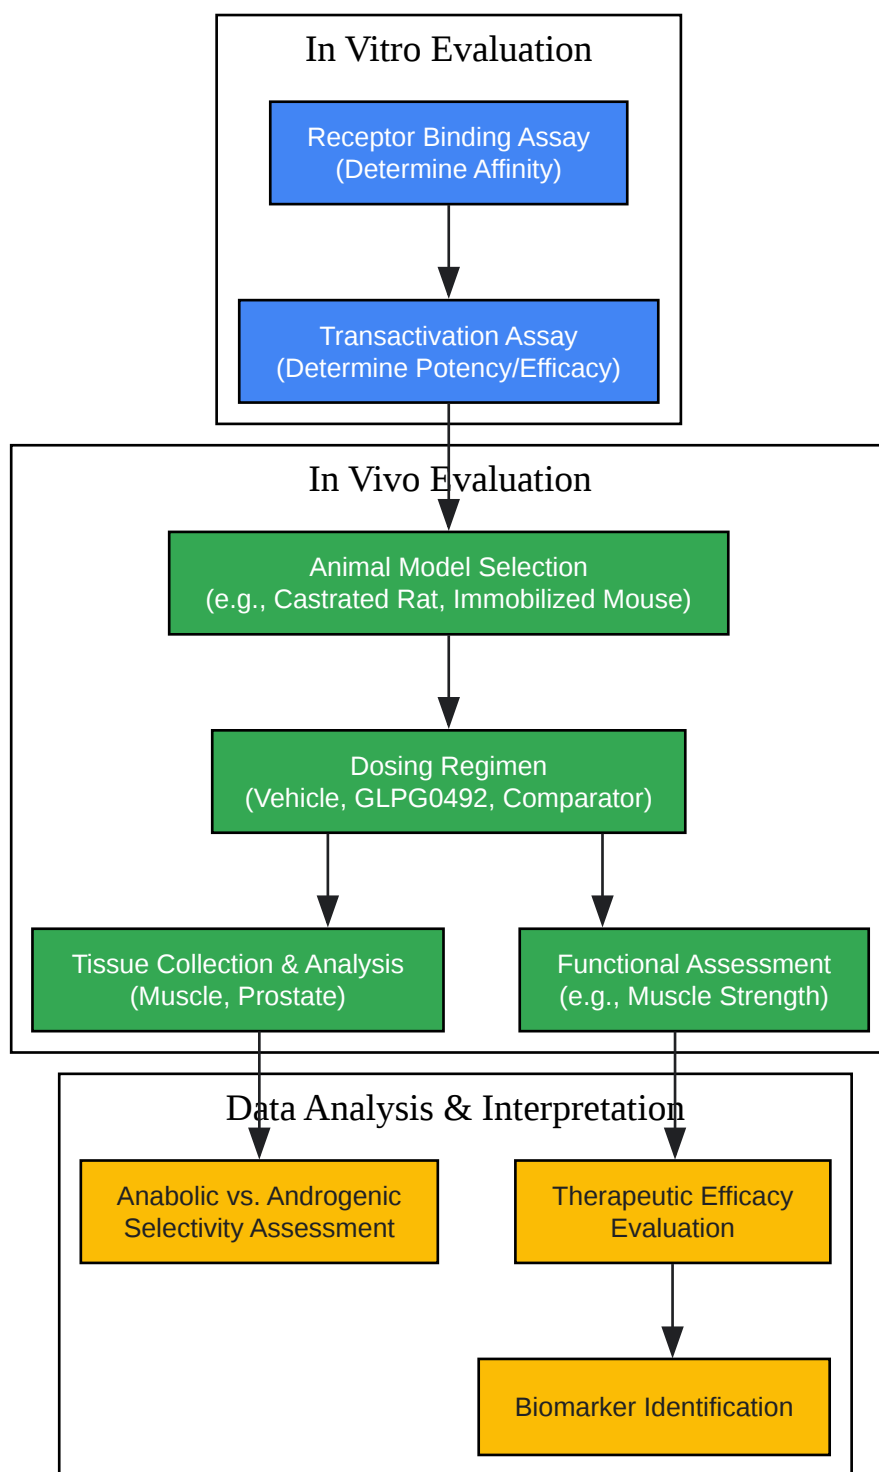 In Vitro Evaluation
Receptor Binding Assay
(Determine Affinity)
Transactivation Assay
(Determine Potency/Efficacy)
In Vivo Evaluation
Animal Model Selection
(e.g., Castrated Rat, Immobilized Mouse)
Dosing Regimen
(Vehicle, GLPG0492, Comparator)
Tissue Collection & Analysis
(Muscle, Prostate)
Functional Assessment
(e.g., Muscle Strength)
Data Analysis & Interpretation
Anabolic vs. Androgenic
Selectivity Assessment
Therapeutic Efficacy
Evaluation
Biomarker Identification